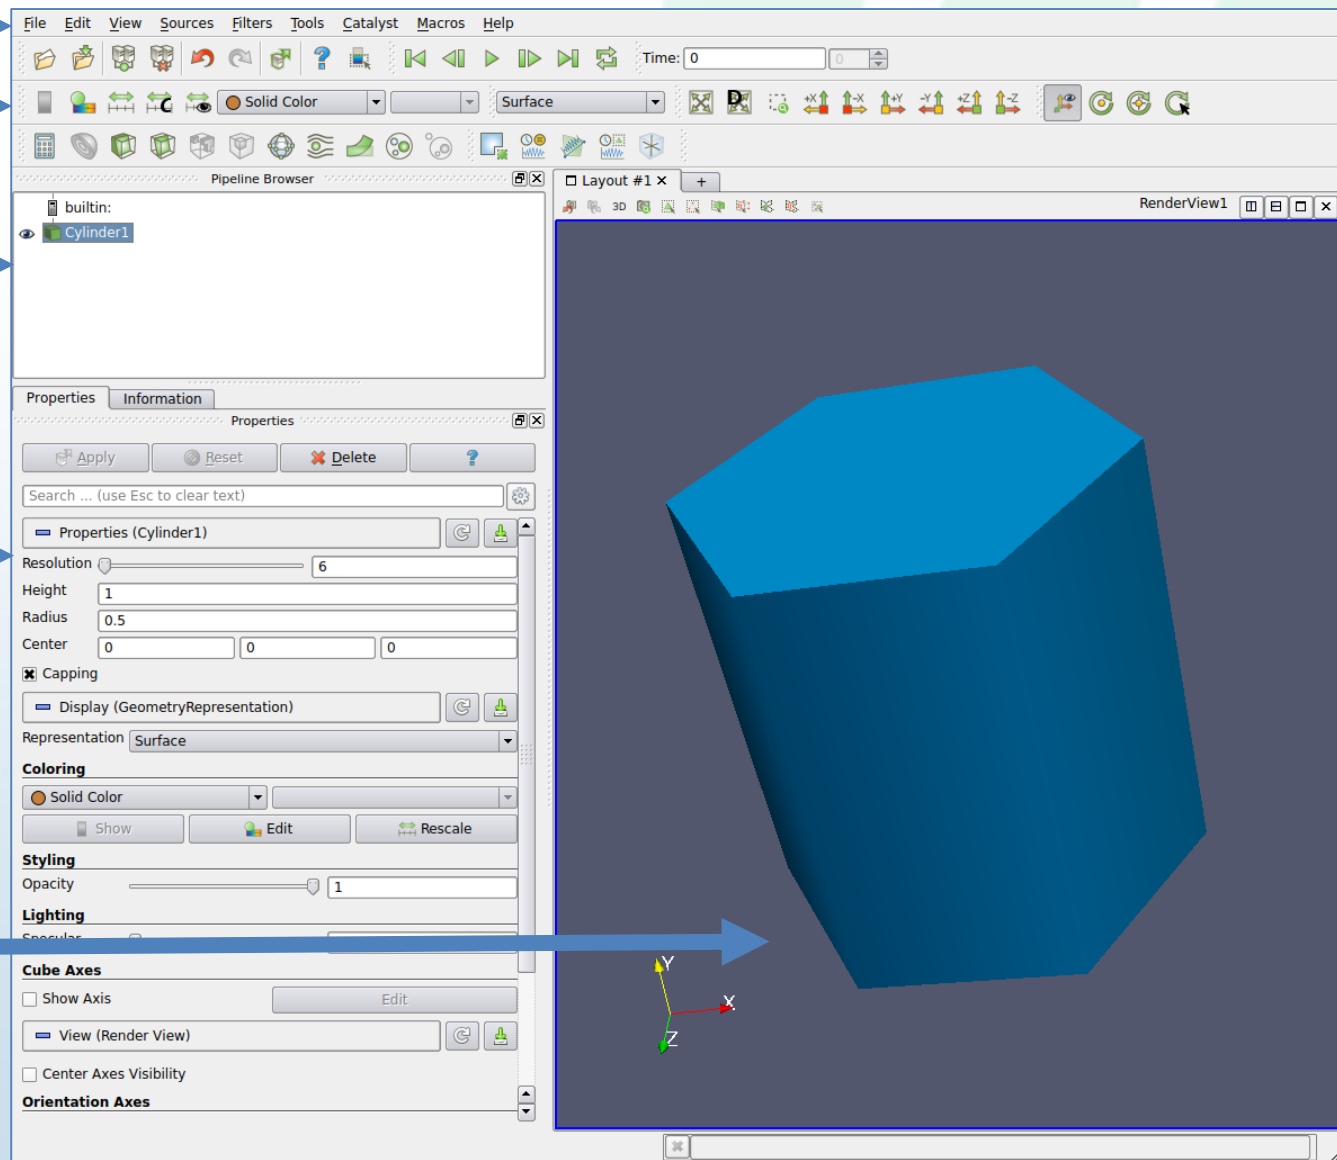 File Edit View Sources Filters Tools Catalyst Macros Help
Time: 0 0
Solid Color Surface
+X -X +Y -Y +Z -Z
Pipeline Browser
builtin:
Cylinder1
Layout #1 +
3D RenderView1
Properties Information
Properties
Apply Reset Delete ?
Search ... (use Esc to clear text)
Properties (Cylinder1)
Resolution 6
Height 1
Radius 0.5
Center 0 0 0
Capping
Display (GeometryRepresentation)
Representation Surface
Coloring
Solid Color
Show Edit Rescale
Styling
Opacity 1
Lighting
Specular
Cube Axes
Show Axis Edit
View (Render View)
Center Axes Visibility
Orientation Axes
Y
X
Z